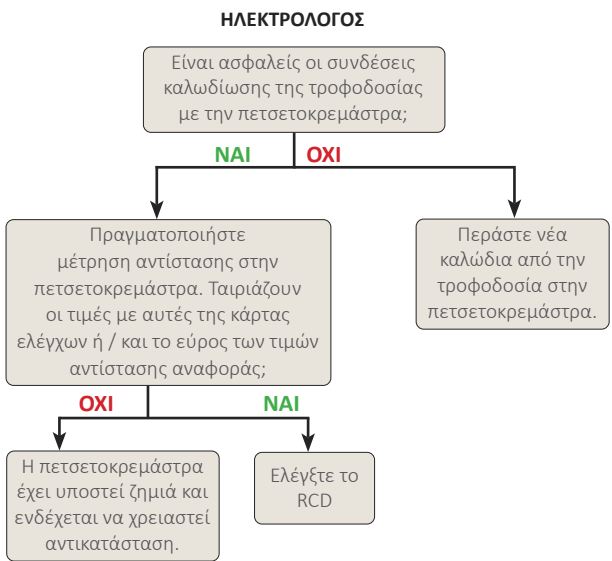 ΗΛΕΚΤΡΟΛΟΓΟΣ
Είναι ασφαλείς οι συνδέσεις
καλωδίωσης της τροφοδοσίας
με την πετσετοκρεμάστρα;
ΝΑΙ ΟΧΙ
Πραγματοποιήστε
μέτρηση αντίστασης στην
πετσετοκρεμάστρα. Ταιριάζουν
οι τιμές με αυτές της κάρτας
ελέγχων ή / και το εύρος των τιμών
αντίστασης αναφοράς;
Περάστε νέα
καλώδια από την
τροφοδοσία στην
πετσετοκρεμάστρα.
ΟΧΙ ΝΑΙ
Η πετσετοκρεμάστρα
έχει υποστεί ζημιά και
ενδέχεται να χρειαστεί
αντικατάσταση.
Ελέγξτε το
RCD